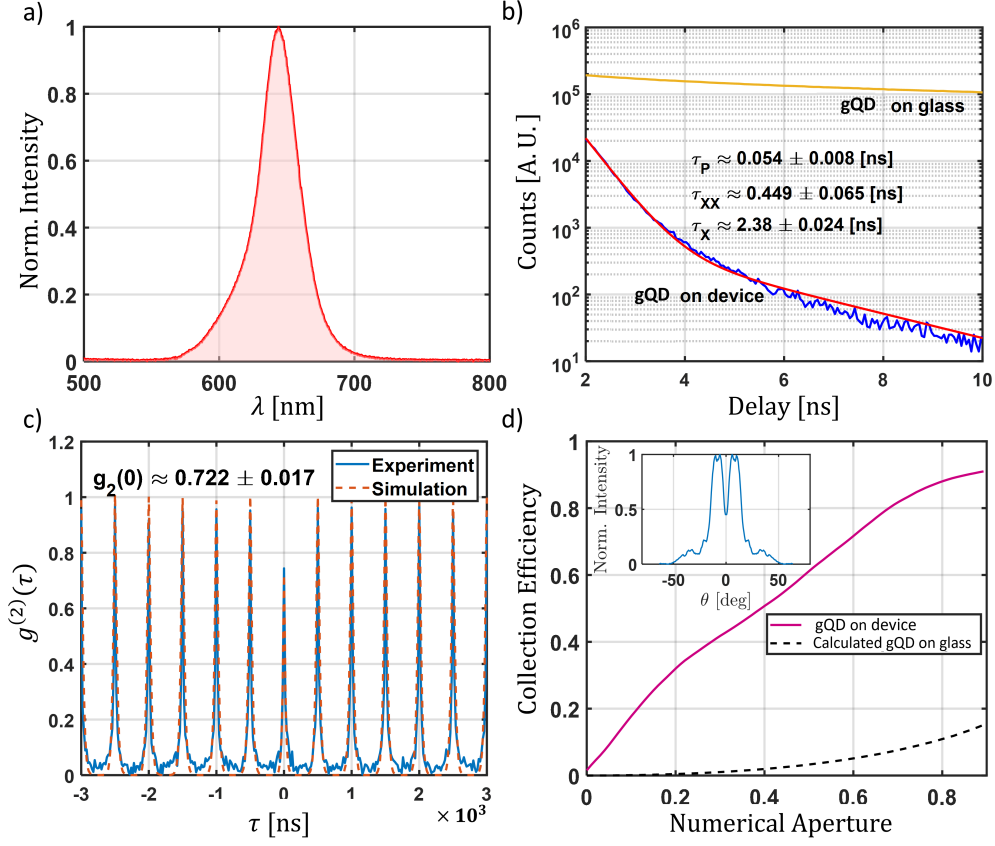 a)
Norm. Intensity
1
0.8
0.6
0.4
0.2
0
500 600 700 800
λ [nm]
b)
Counts [A. U.]
10^6
10^5
10^4
10^3
10^2
10^1
gQD on glass
τ_P ≈ 0.054 ± 0.008 [ns]
τ_XX ≈ 0.449 ± 0.065 [ns]
τ_X ≈ 2.38 ± 0.024 [ns]
gQD on device
2 4 6 8 10
Delay [ns]
c)
g^(2)(τ)
1.2
1
0.8
0.6
0.4
0.2
0
g_2(0) ≈ 0.722 ± 0.017
Experiment
Simulation
-3 -2 -1 0 1 2 3
× 10^3
τ [ns]
d)
Collection Efficiency
1
0.8
0.6
0.4
0.2
0
Norm. Intensity
1
0.5
0
-50 0 50
θ [deg]
gQD on device
Calculated gQD on glass
0 0.2 0.4 0.6 0.8
Numerical Aperture